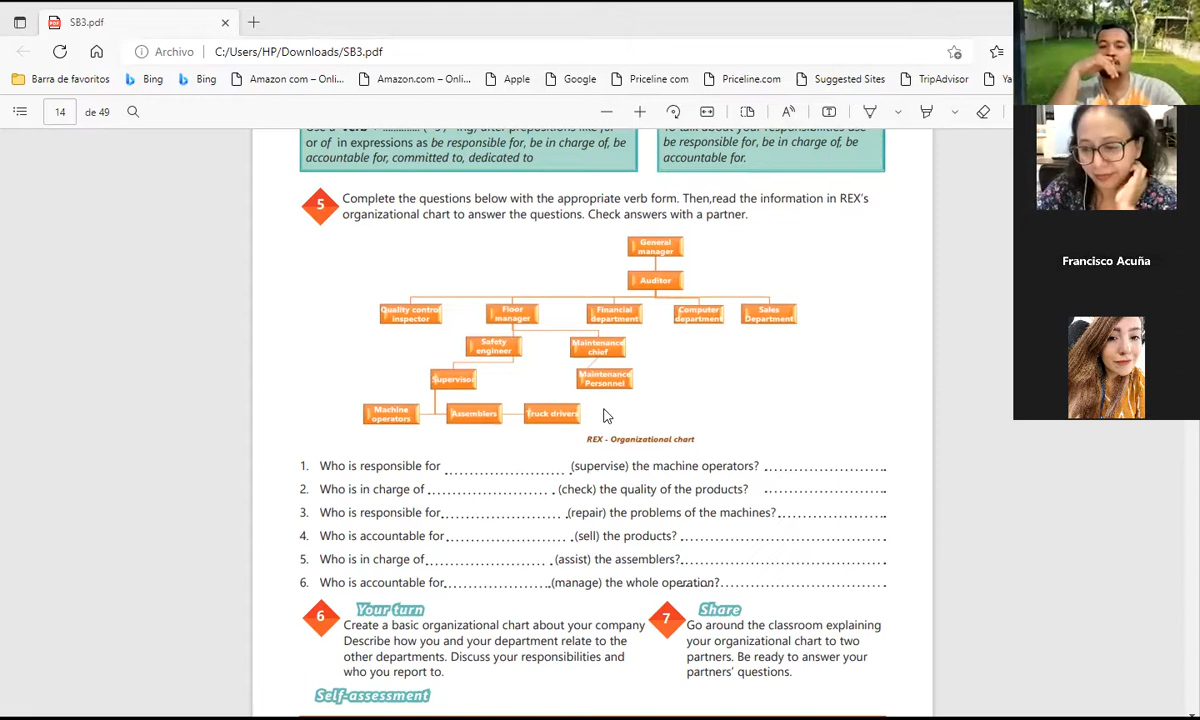 SB3.pdf
Archivo C:/Users/HP/Downloads/SB3.pdf
Barra de favoritos Bing Bing Amazon com – Onli... Amazon.com – Onli... Apple Google Priceline com Priceline.com Suggested Sites TripAdvisor
14 de 49
or of in expressions as be responsible for, be in charge of, be
accountable for, committed to, dedicated to
To talk about your responsibilities use
be responsible for, be in charge of, be
accountable for.
5 Complete the questions below with the appropriate verb form. Then,read the information in REX's
organizational chart to answer the questions. Check answers with a partner.
General
manager
Auditor
Quality control
inspector
Floor
manager
Financial
department
Computer
department
Sales
Department
Safety
engineer
Maintenance
chief
Supervisor
Maintenance
Personnel
Machine
operators
Assemblers
Truck drivers
REX - Organizational chart
1. Who is responsible for ........................ (supervise) the machine operators? ........................
2. Who is in charge of ........................ (check) the quality of the products? ........................
3. Who is responsible for........................ (repair) the problems of the machines?........................
4. Who is accountable for........................ (sell) the products? ........................
5. Who is in charge of........................ (assist) the assemblers?........................
6. Who is accountable for........................(manage) the whole operation?........................
6 Your turn
Create a basic organizational chart about your company
Describe how you and your department relate to the
other departments. Discuss your responsibilities and
who you report to.
7 Share
Go around the classroom explaining
your organizational chart to two
partners. Be ready to answer your
partners' questions.
Self-assessment
Francisco Acuña